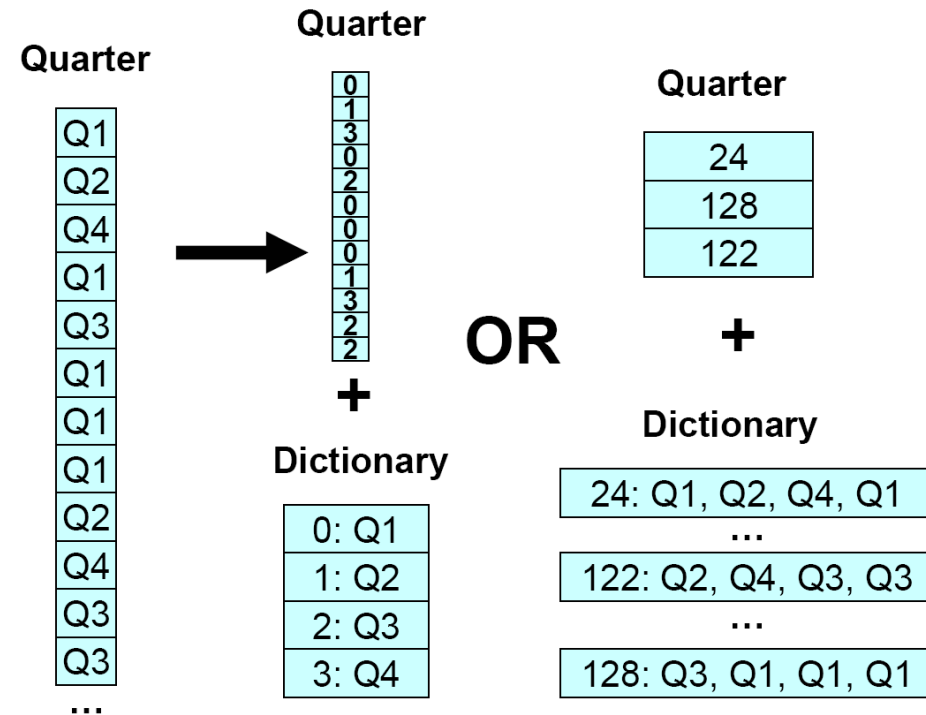 Quarter
Q1
Q2
Q4
Q1
Q3
Q1
Q1
Q1
Q2
Q4
Q3
Q3
...
Quarter
0
1
3
0
2
0
0
0
1
3
2
2
+
Dictionary
0: Q1
1: Q2
2: Q3
3: Q4
OR
Quarter
24
128
122
+
Dictionary
24: Q1, Q2, Q4, Q1
...
122: Q2, Q4, Q3, Q3
...
128: Q3, Q1, Q1, Q1